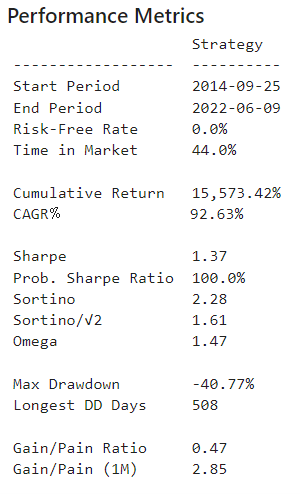 Performance Metrics
Strategy
------------------ ----------
Start Period 2014-09-25
End Period 2022-06-09
Risk-Free Rate 0.0%
Time in Market 44.0%
Cumulative Return 15,573.42%
CAGR% 92.63%
Sharpe 1.37
Prob. Sharpe Ratio 100.0%
Sortino 2.28
Sortino/√2 1.61
Omega 1.47
Max Drawdown -40.77%
Longest DD Days 508
Gain/Pain Ratio 0.47
Gain/Pain (1M) 2.85